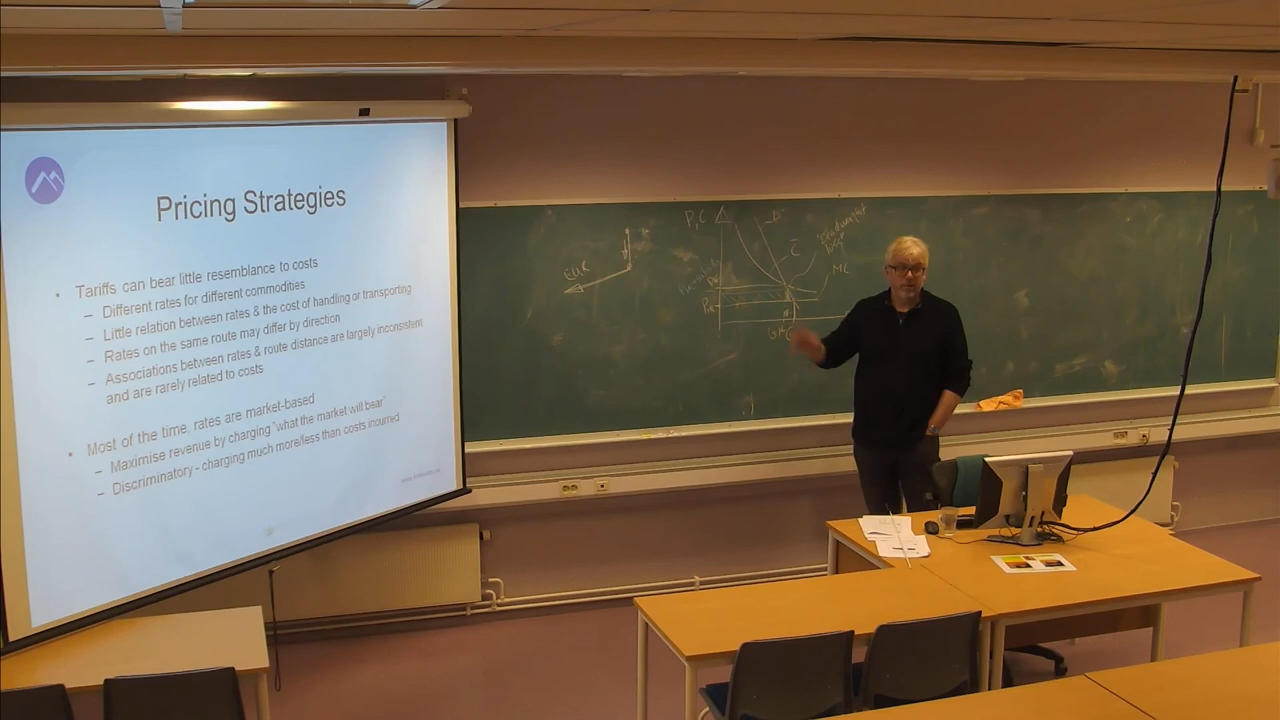 Pricing Strategies
• Tariffs can bear little resemblance to costs
– Different rates for different commodities
Little relation between rates & the cost of handling or transporting
– Rates on the same route may differ by direction
– Associations between rates & route distance are largely inconsistent
and are rarely related to costs
• Most of the time, rates are market-based
– Maximise revenue by charging "what the market will bear"
– Discriminatory - charging much more/less than costs incurred
P,C
D
C
Deadweight
loss
MC